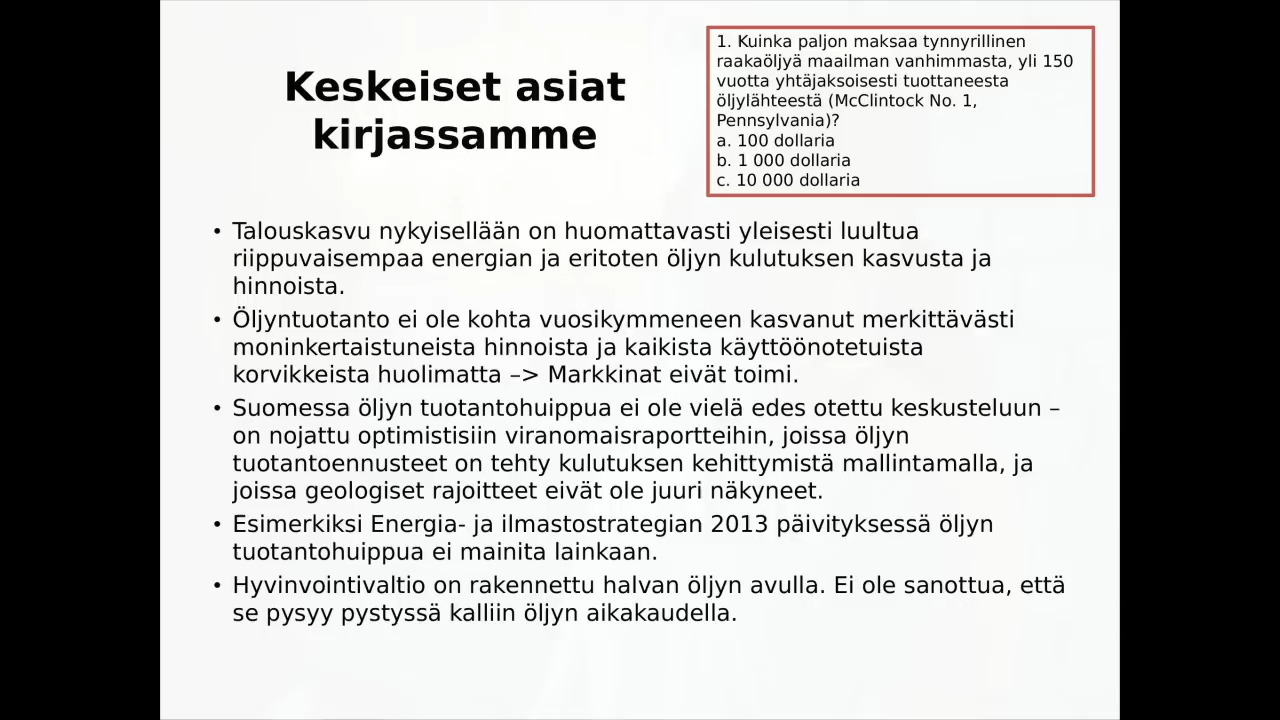 Keskeiset asiat
kirjassamme
1. Kuinka paljon maksaa tynnyrillinen
raakaöljyä maailman vanhimmasta, yli 150
vuotta yhtäjaksoisesti tuottaneesta
öljylähteestä (McClintock No. 1,
Pennsylvania)?
a. 100 dollaria
b. 1 000 dollaria
c. 10 000 dollaria
• Talouskasvu nykyisellään on huomattavasti yleisesti luultua
riippuvaisempaa energian ja eritoten öljyn kulutuksen kasvusta ja
hinnoista.
• Öljyntuotanto ei ole kohta vuosikymmeneen kasvanut merkittävästi
moninkertaistuneista hinnoista ja kaikista käyttöönotetuista
korvikkeista huolimatta –> Markkinat eivät toimi.
• Suomessa öljyn tuotantohuippua ei ole vielä edes otettu keskusteluun –
on nojattu optimistisiin viranomaisraportteihin, joissa öljyn
tuotantoennusteet on tehty kulutuksen kehittymistä mallintamalla, ja
joissa geologiset rajoitteet eivät ole juuri näkyneet.
• Esimerkiksi Energia- ja ilmastostrategian 2013 päivityksessä öljyn
tuotantohuippua ei mainita lainkaan.
• Hyvinvointivaltio on rakennettu halvan öljyn avulla. Ei ole sanottua, että
se pysyy pystyssä kalliin öljyn aikakaudella.